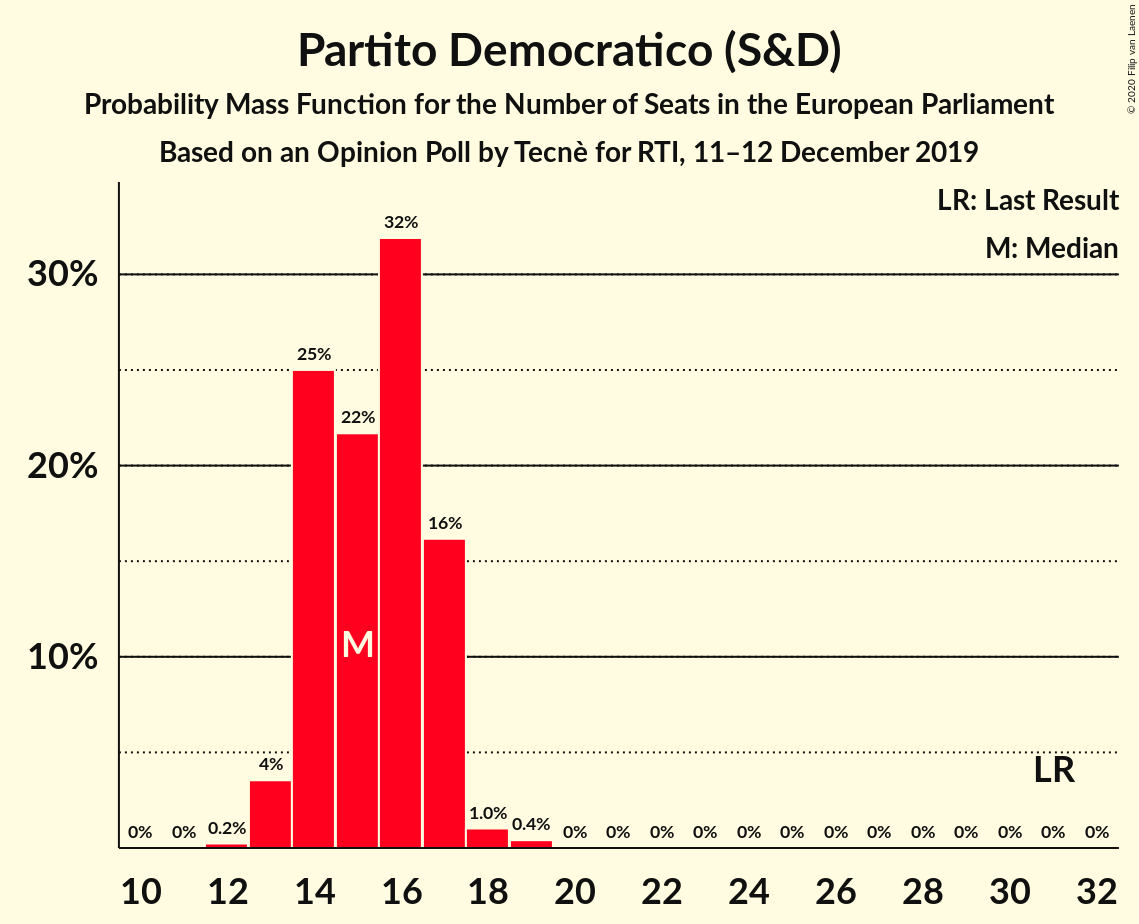 Partito Democratico (S&D)
Probability Mass Function for the Number of Seats in the European Parliament
Based on an Opinion Poll by Tecnè for RTI, 11–12 December 2019
© 2020 Filip van Laenen
LR: Last Result
M: Median
30%
20%
10%
0%
0%
0.2%
4%
25%
22%
32%
16%
1.0%
0.4%
0%
0%
0%
0%
0%
0%
0%
0%
0%
0%
0%
0%
0%
M
LR
10 12 14 16 18 20 22 24 26 28 30 32